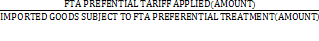 FTA PREFENTIAL TARIFF APPLIED(AMOUNT)
IMPORTED GOODS SUBJECT TO FTA PREFERENTIAL TREATMENT(AMOUNT)